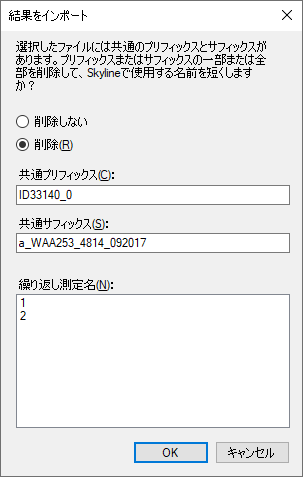 結果をインポート
選択したファイルには共通のプリフィックスとサフィックスが
あります。プリフィックスまたはサフィックスの一部または全
部を削除して、Skylineで使用する名前を短くします
か？
削除しない
削除(R)
共通プリフィックス(C):
ID33140_0
共通サフィックス(S):
a_WAA253_4814_092017
繰り返し測定名(N):
1
2
OK
キャンセル